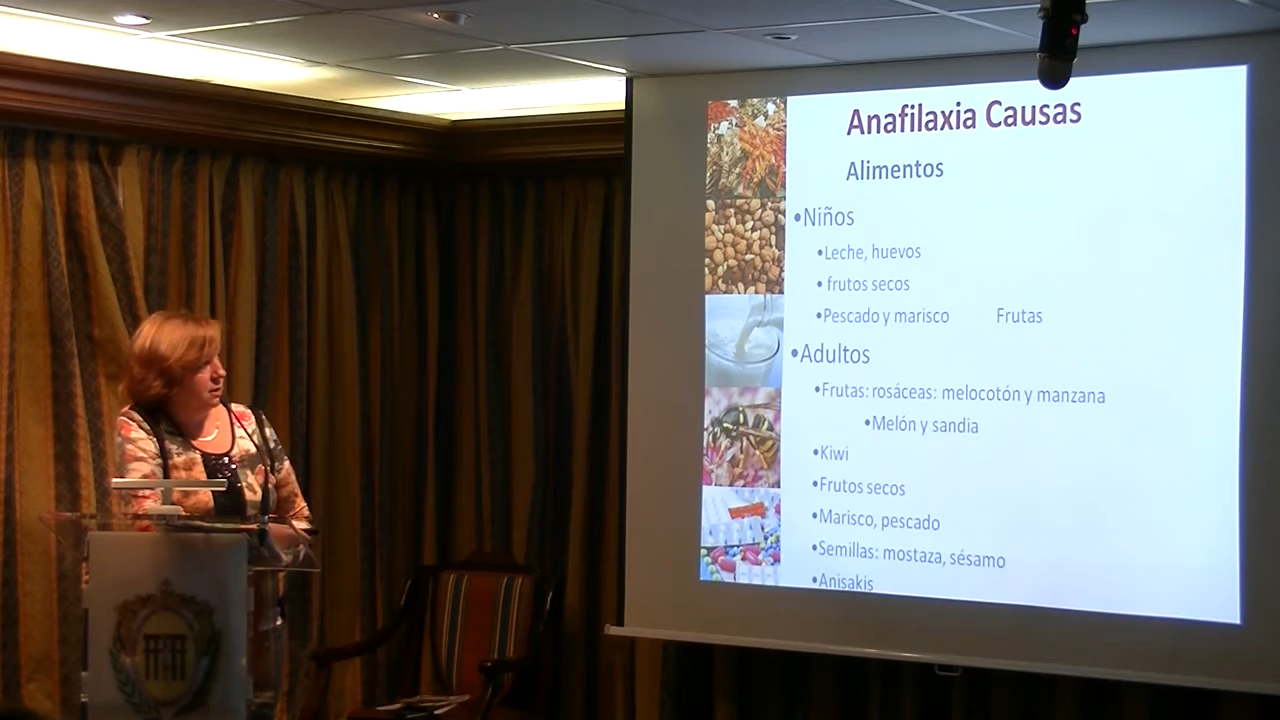 Anafilaxia Causas
Alimentos
•Niños
•Leche, huevos
• frutos secos
•Pescado y marisco Frutas
•Adultos
•Frutas: rosáceas: melocotón y manzana
•Melón y sandia
•Kiwi
•Frutos secos
•Marisco, pescado
•Semillas: mostaza, sésamo
•Anisakis